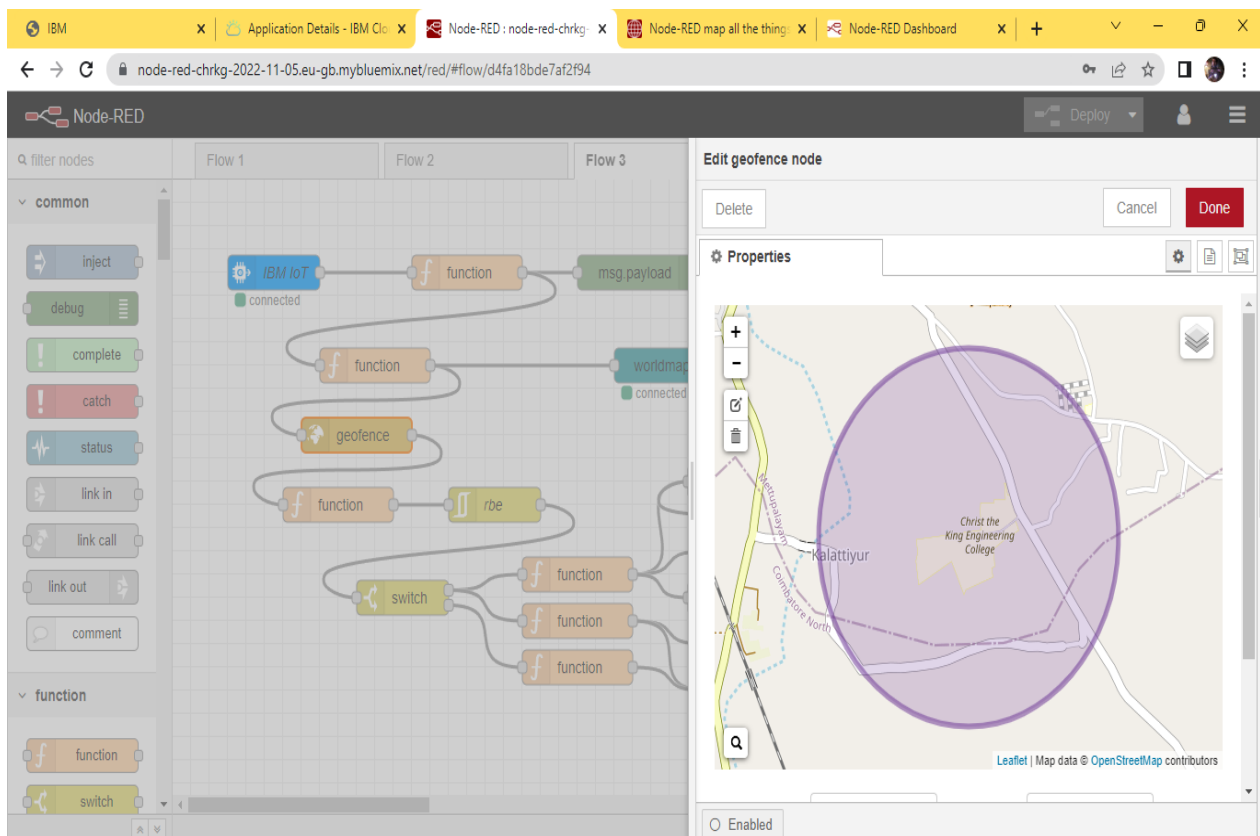 IBM
Application Details - IBM Clo
Node-RED : node-red-chrkg-
Node-RED map all the things
Node-RED Dashboard
node-red-chrkg-2022-11-05.eu-gb.mybluemix.net/red/#flow/d4fa18bde7af2f94
Node-RED
Deploy
filter nodes
Flow 1
Flow 2
Flow 3
Edit geofence node
Delete
Cancel
Done
Properties
common
inject
debug
complete
catch
status
link in
link call
link out
comment
function
function
switch
IBM IoT
connected
function
msg.payload
function
worldmap
connected
geofence
function
rbe
switch
function
function
function
Christ the
King Engineering
College
Kalattiyur
Mettupalayam
Coimbatore North
Leaflet | Map data © OpenStreetMap contributors
Enabled